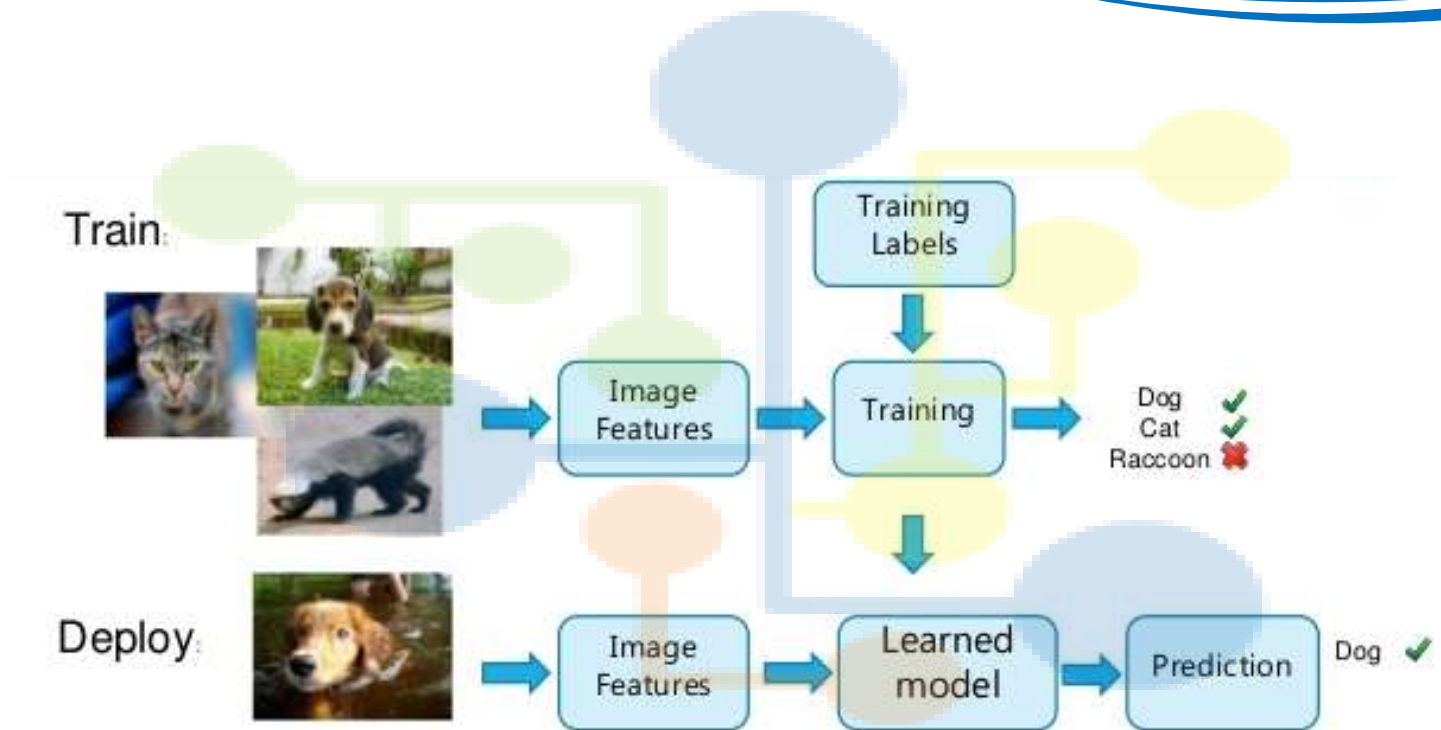 Train:
Training
Labels
Image
Features
Training
Dog
Cat
Raccoon
Deploy:
Image
Features
Learned
model
Prediction
Dog